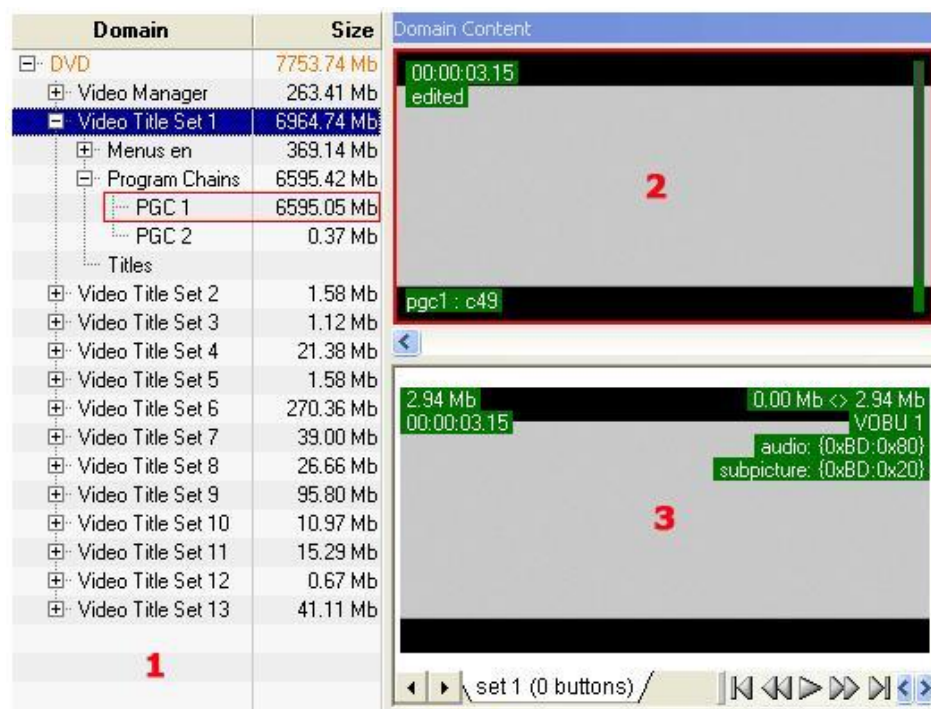 Domain Size
DVD 7753.74 Mb
Video Manager 263.41 Mb
Video Title Set 1 6964.74 Mb
Menus en 369.14 Mb
Program Chains 6595.42 Mb
PGC 1 6595.05 Mb
PGC 2 0.37 Mb
Titles
Video Title Set 2 1.58 Mb
Video Title Set 3 1.12 Mb
Video Title Set 4 21.38 Mb
Video Title Set 5 1.58 Mb
Video Title Set 6 270.36 Mb
Video Title Set 7 39.00 Mb
Video Title Set 8 26.66 Mb
Video Title Set 9 95.80 Mb
Video Title Set 10 10.97 Mb
Video Title Set 11 15.29 Mb
Video Title Set 12 0.67 Mb
Video Title Set 13 41.11 Mb
1
Domain Content
00:00:03.15
edited
2
pgc1 : c49
2.94 Mb 0.00 Mb <> 2.94 Mb
00:00:03.15 VOBU 1
audio: {0xBD:0x80}
subpicture: {0xBD:0x20}
3
set 1 (0 buttons)